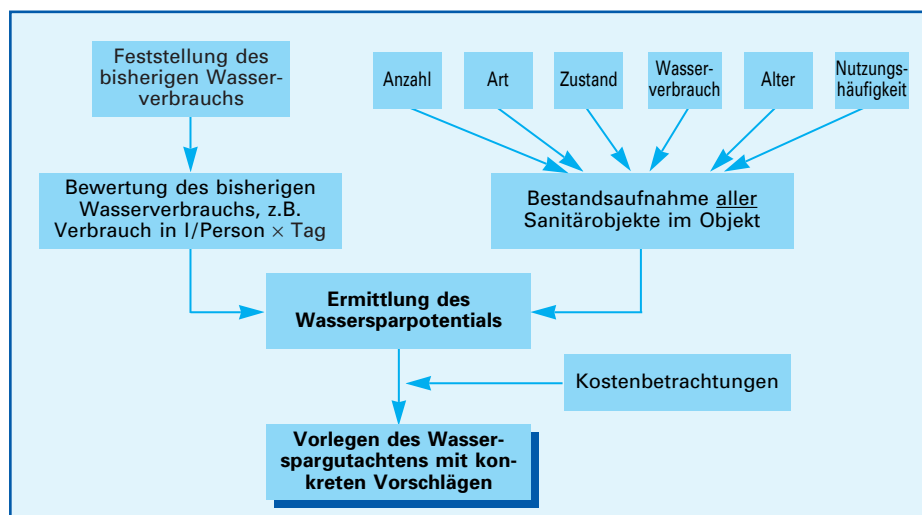 Feststellung des
bisherigen Wasser-
verbrauchs
Anzahl
Art
Zustand
Wasser-
verbrauch
Alter
Nutzungs-
häufigkeit
Bewertung des bisherigen
Wasserverbrauchs, z.B.
Verbrauch in l/Person × Tag
Bestandsaufnahme aller
Sanitärobjekte im Objekt
Ermittlung des
Wassersparpotentials
Kostenbetrachtungen
Vorlegen des Wasser-
spargutachtens mit kon-
kreten Vorschlägen